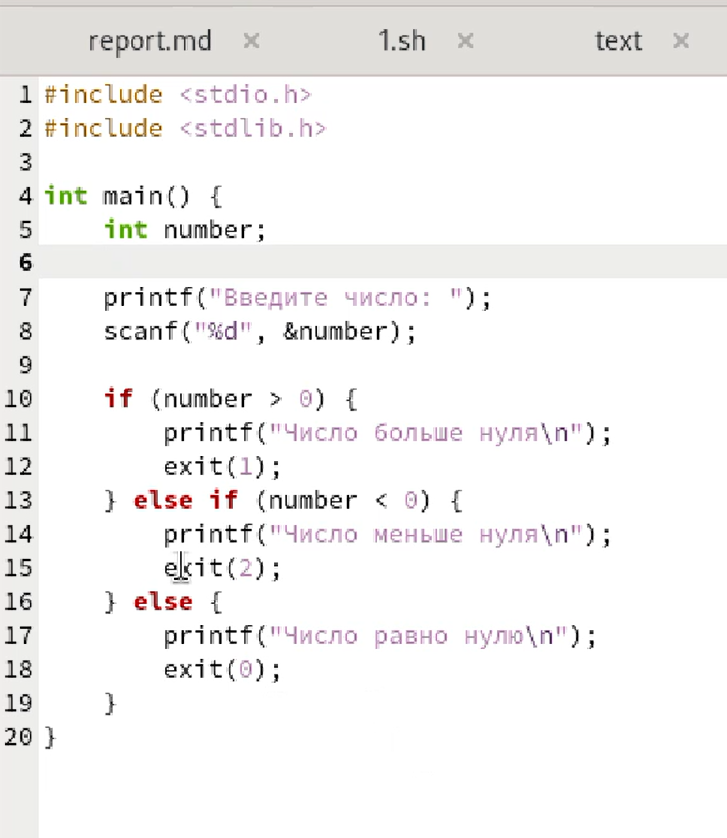 report.md × 1.sh × text ×
1 #include <stdio.h>
2 #include <stdlib.h>
3
4 int main() {
5     int number;
6
7     printf("Введите число: ");
8     scanf("%d", &number);
9
10     if (number > 0) {
11         printf("Число больше нуля\n");
12         exit(1);
13     } else if (number < 0) {
14         printf("Число меньше нуля\n");
15         exit(2);
16     } else {
17         printf("Число равно нулю\n");
18         exit(0);
19     }
20 }